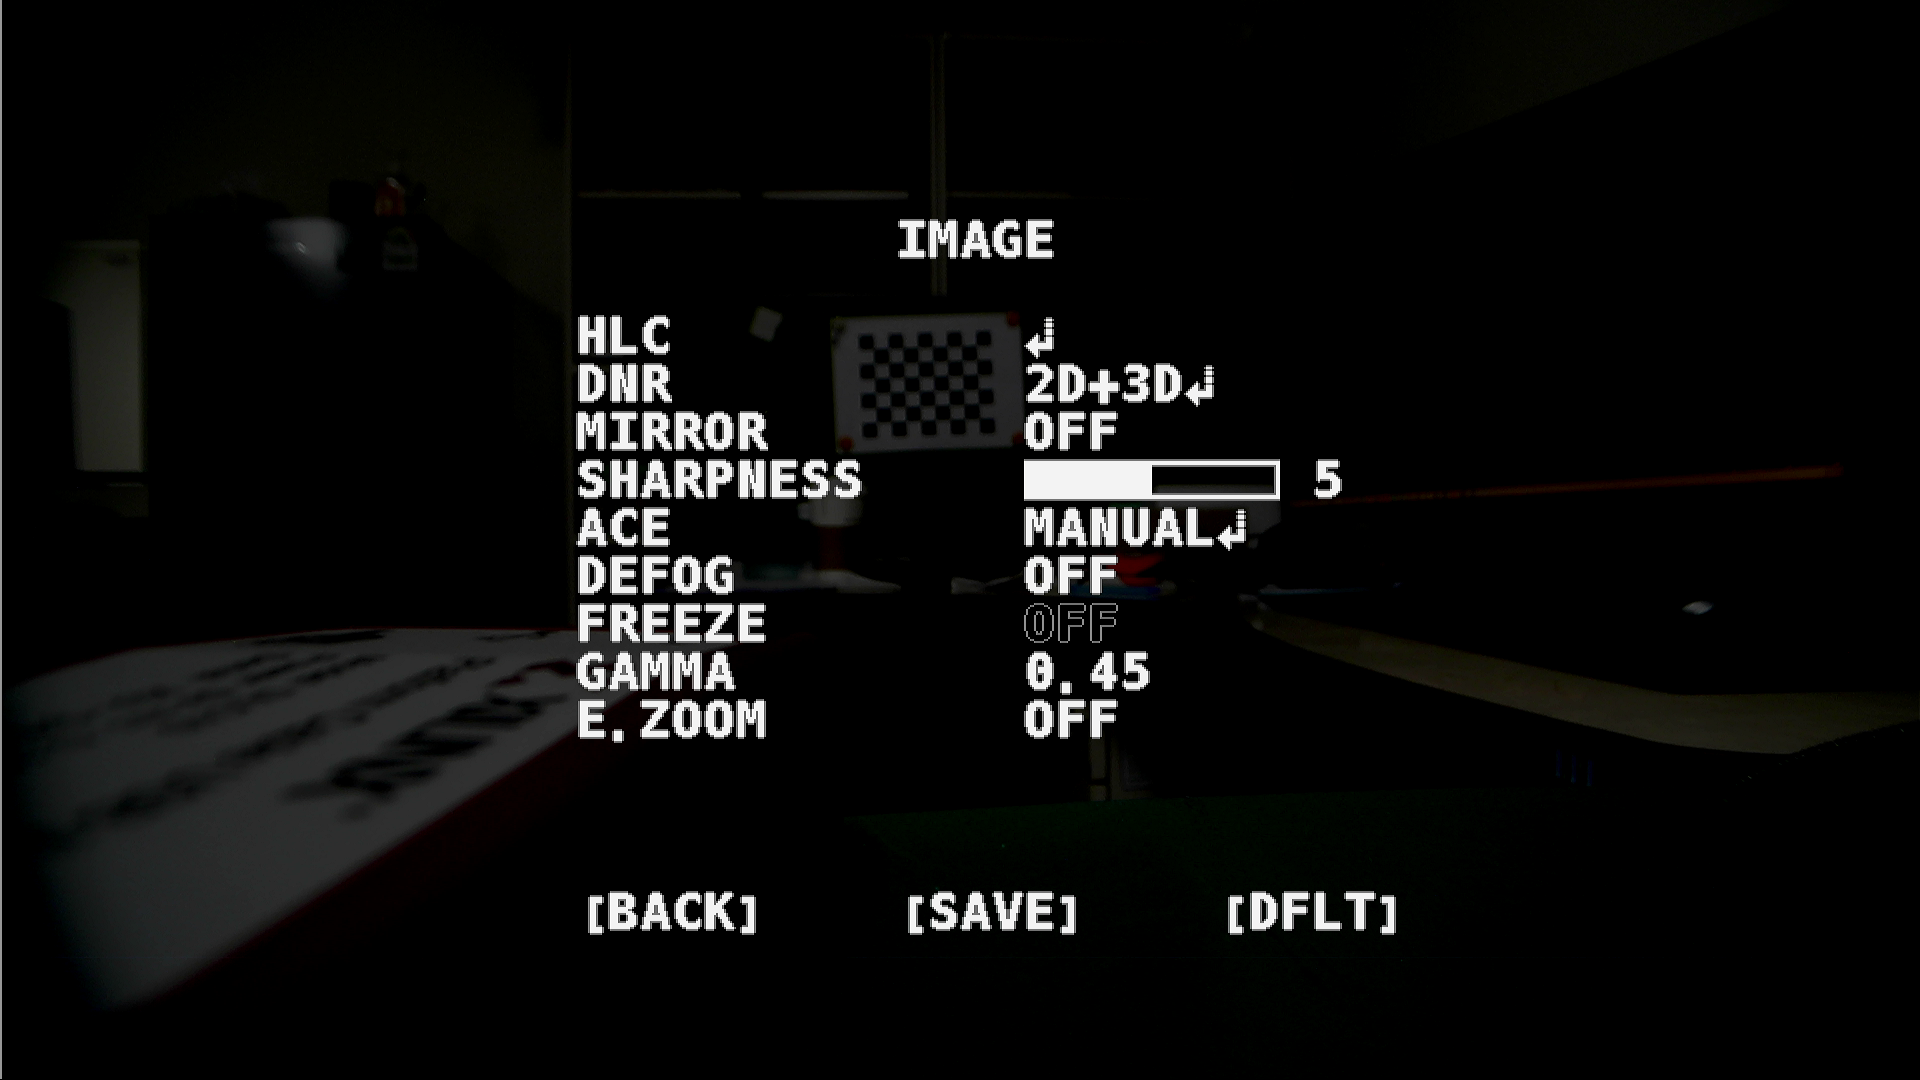 IMAGE
HLC ↲
DNR 2D+3D↲
MIRROR OFF
SHARPNESS 5
ACE MANUAL↲
DEFOG OFF
FREEZE OFF
GAMMA 0.45
E.ZOOM OFF
[BACK] [SAVE] [DFLT]